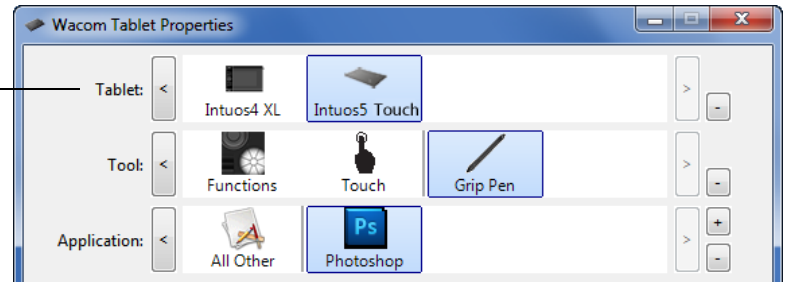 Wacom Tablet Properties
Tablet: < Intuos4 XL Intuos5 Touch > -
Tool: < Functions Touch Grip Pen > -
Application: < All Other Ps Photoshop > + -